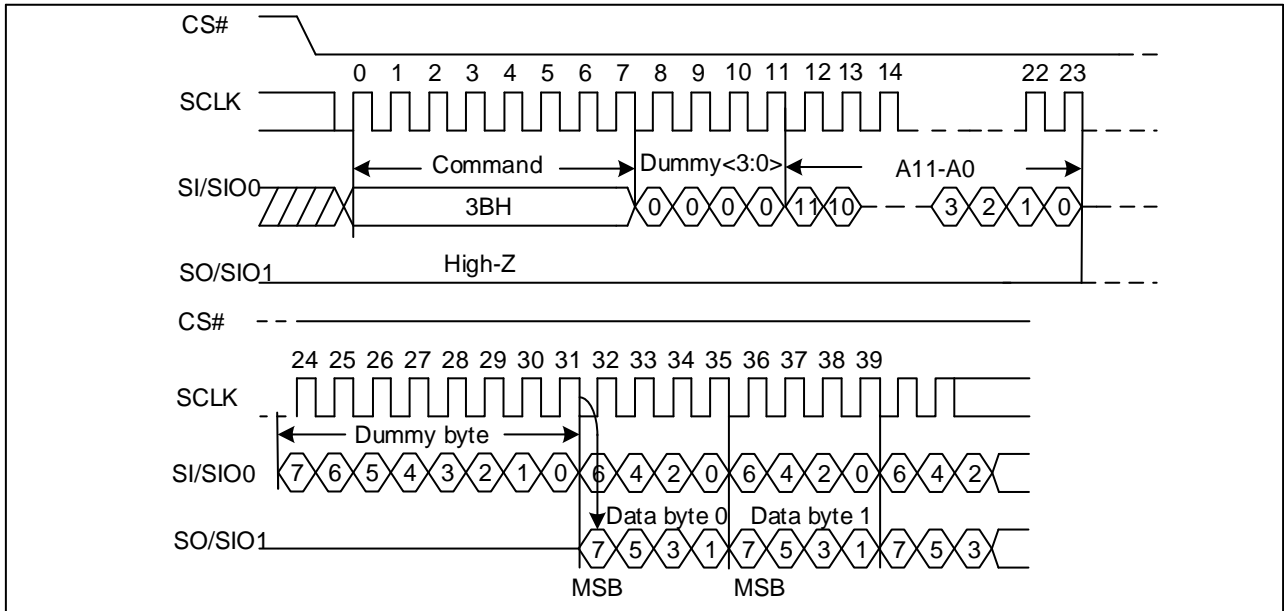 CS#
0 1 2 3 4 5 6 7 8 9 10 11 12 13 14 22 23
SCLK
Command Dummy<3:0> A11-A0
SI/SIO0
3BH 0 0 0 0 11 10 3 2 1 0
High-Z
SO/SIO1
CS#
24 25 26 27 28 29 30 31 32 33 34 35 36 37 38 39
SCLK
Dummy byte
SI/SIO0 7 6 5 4 3 2 1 0 6 4 2 0 6 4 2 0 6 4 2
Data byte 0 Data byte 1
SO/SIO1 7 5 3 1 7 5 3 1 7 5 3
MSB MSB